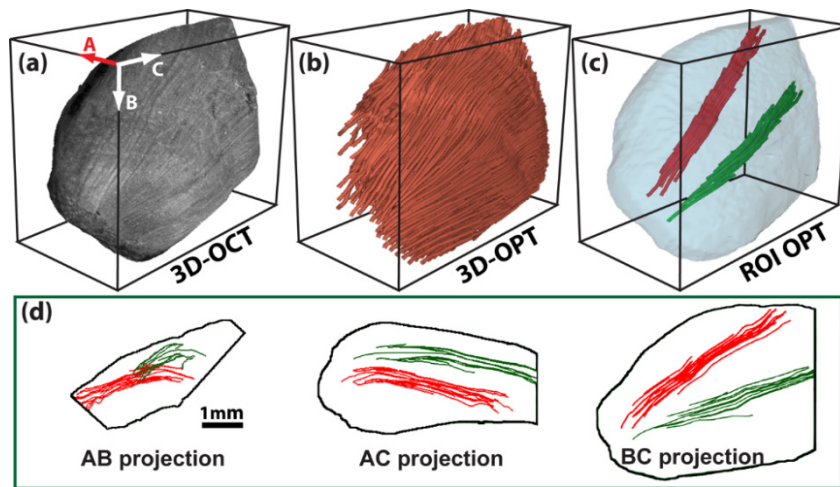 (a)
A
C
B
3D-OCT
(b)
3D-OPT
(c)
ROI OPT
(d)
1mm
AB projection
AC projection
BC projection